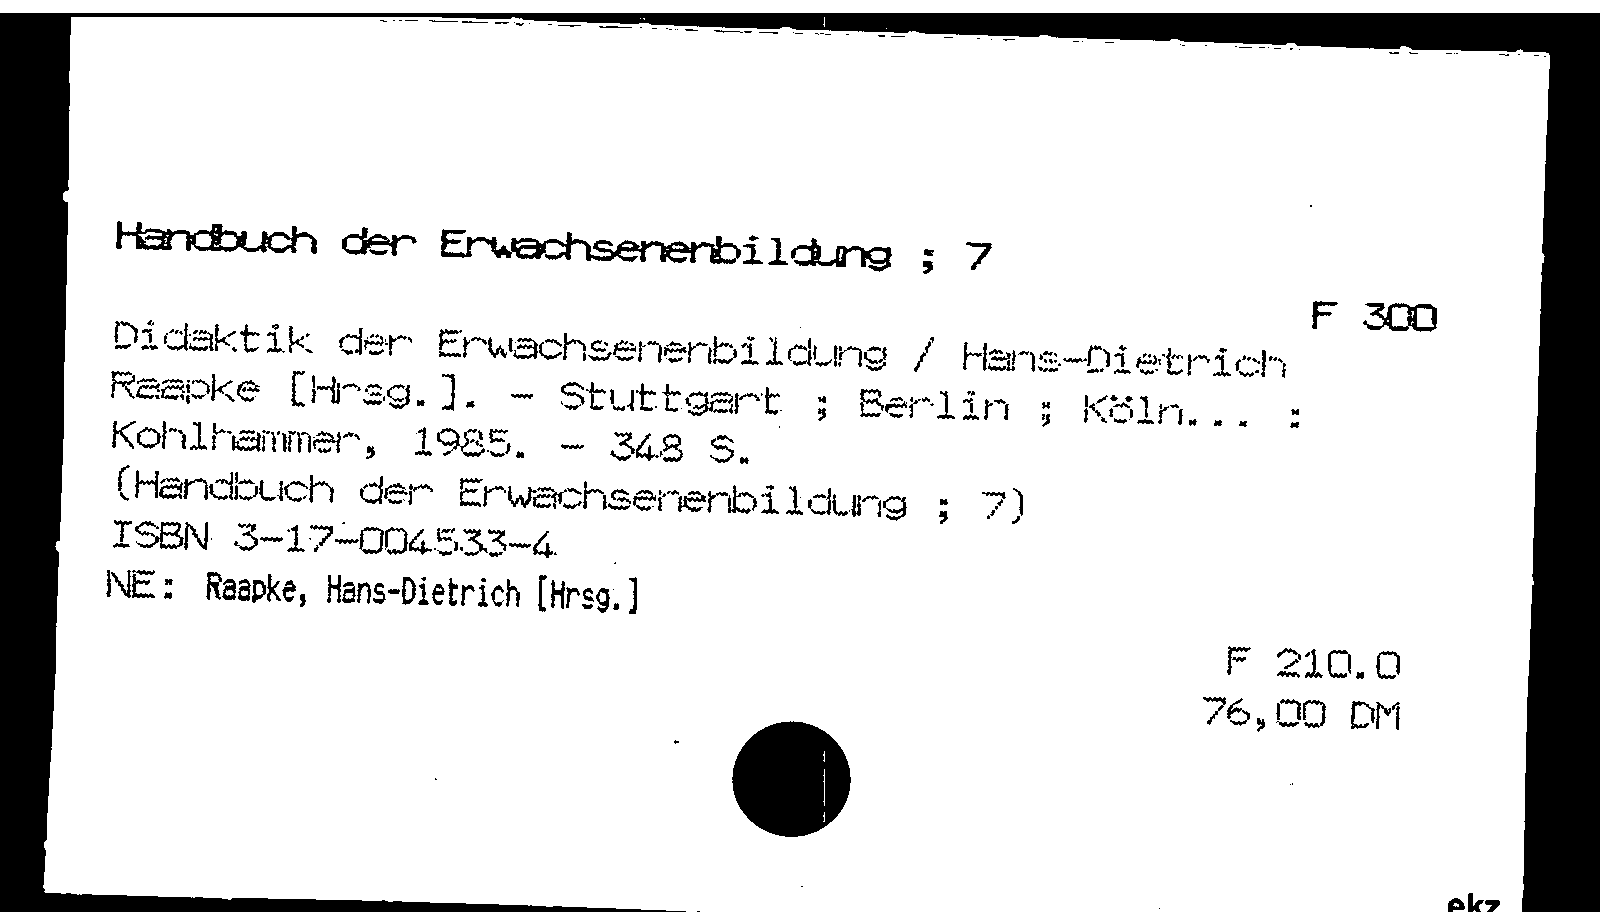 Handbuch der Erwachsenenbildung ; 7
F 300
Didaktik der Erwachsenenbildung / Hans-Dietrich
Raapke [Hrsg.]. - Stuttgart ; Berlin ; Köln... :
Kohlhammer, 1985. - 348 S.
(Handbuch der Erwachsenenbildung ; 7)
ISBN 3-17-004533-4
NE: Raapke, Hans-Dietrich [Hrsg.]
F 210.0
76,00 DM
ekz